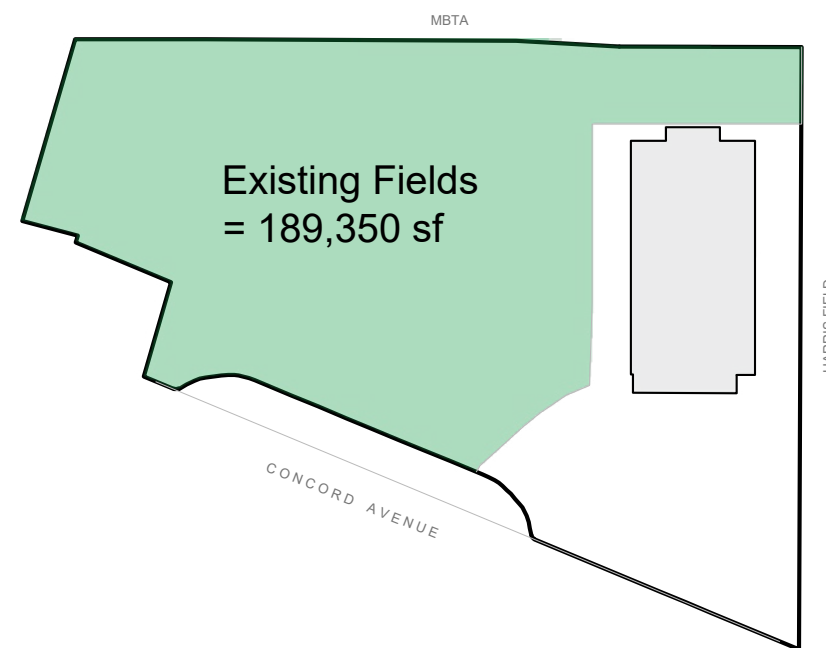 MBTA
Existing Fields
= 189,350 sf
CONCORD AVENUE